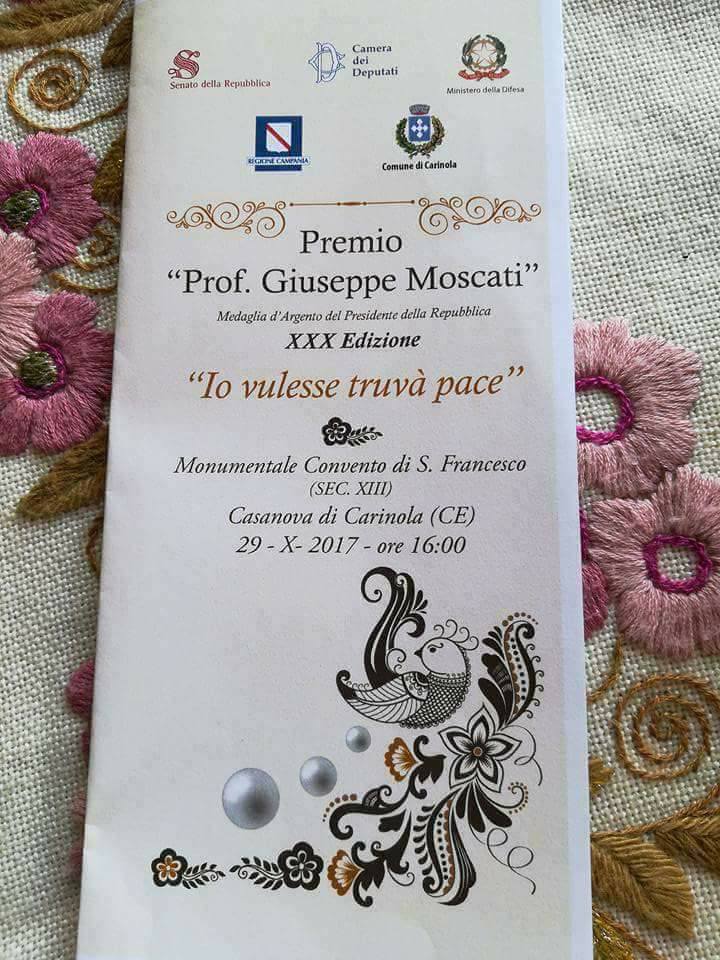 Senato della Repubblica
Camera
dei
Deputati
Ministero della Difesa
REGIONE CAMPANIA
Comune di Carinola
Premio
“Prof. Giuseppe Moscati”
Medaglia d’Argento del Presidente della Repubblica
XXX Edizione
“Io vulesse truvà pace”
Monumentale Convento di S. Francesco
(SEC. XIII)
Casanova di Carinola (CE)
29 - X- 2017 - ore 16:00